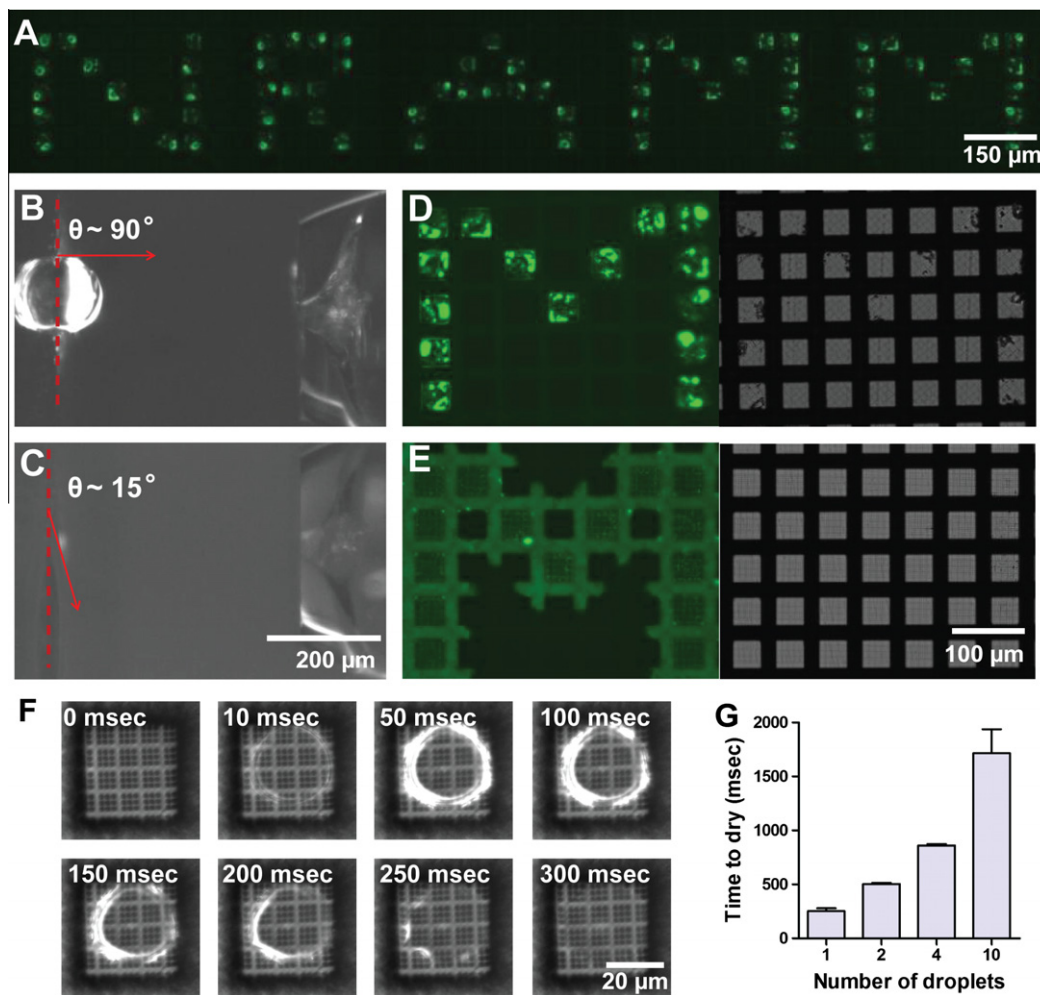 A
150 μm
B
θ ~ 90°
C
θ ~ 15°
200 μm
D
E
100 μm
F
0 msec
10 msec
50 msec
100 msec
150 msec
200 msec
250 msec
300 msec
20 μm
G
Time to dry (msec)
2000
1500
1000
500
0
1 2 4 10
Number of droplets